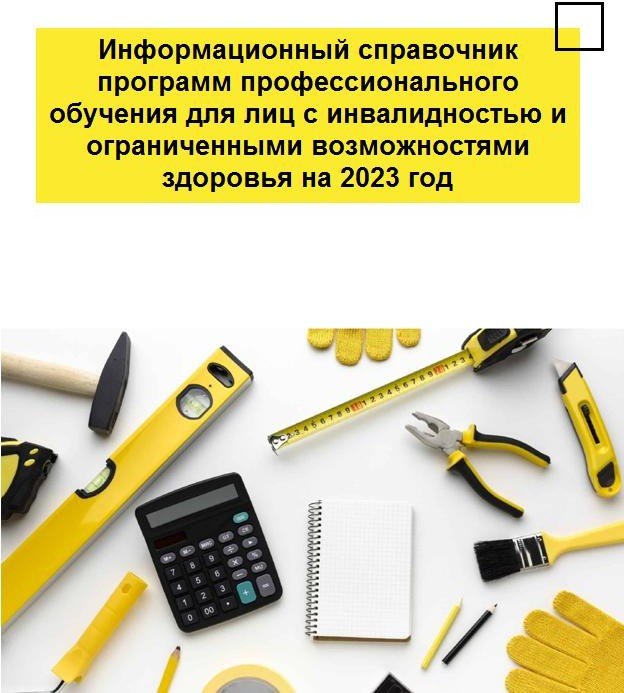 Информационный справочник
программ профессионального
обучения для лиц с инвалидностью и
ограниченными возможностями
здоровья на 2023 год